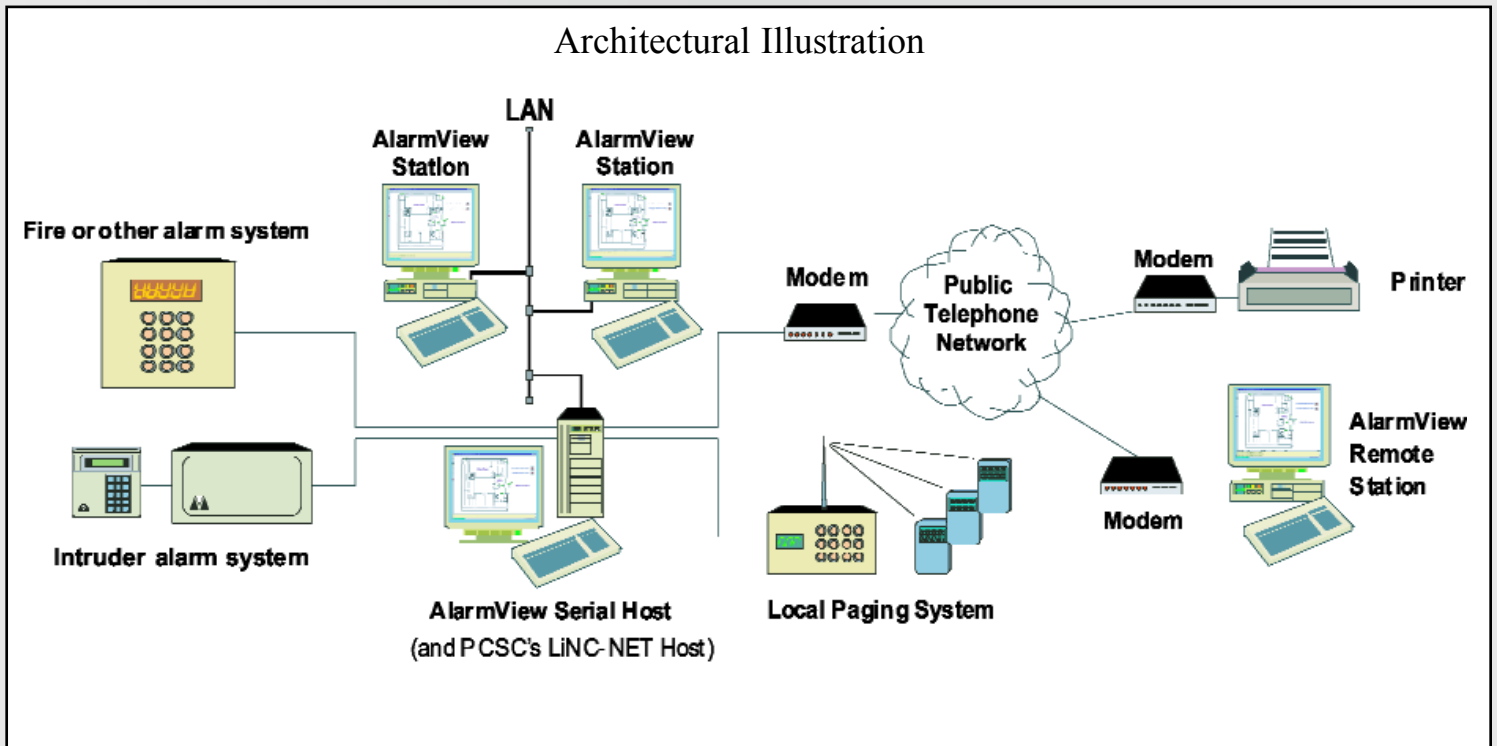 Architectural Illustration
LAN
AlarmView
Station
AlarmView
Station
Fire or other alarm system
Modem
Public
Telephone
Network
Modem
Printer
AlarmView
Remote
Station
Modem
Intruder alarm system
AlarmView Serial Host
(and PCSC's LiNC-NET Host)
Local Paging System